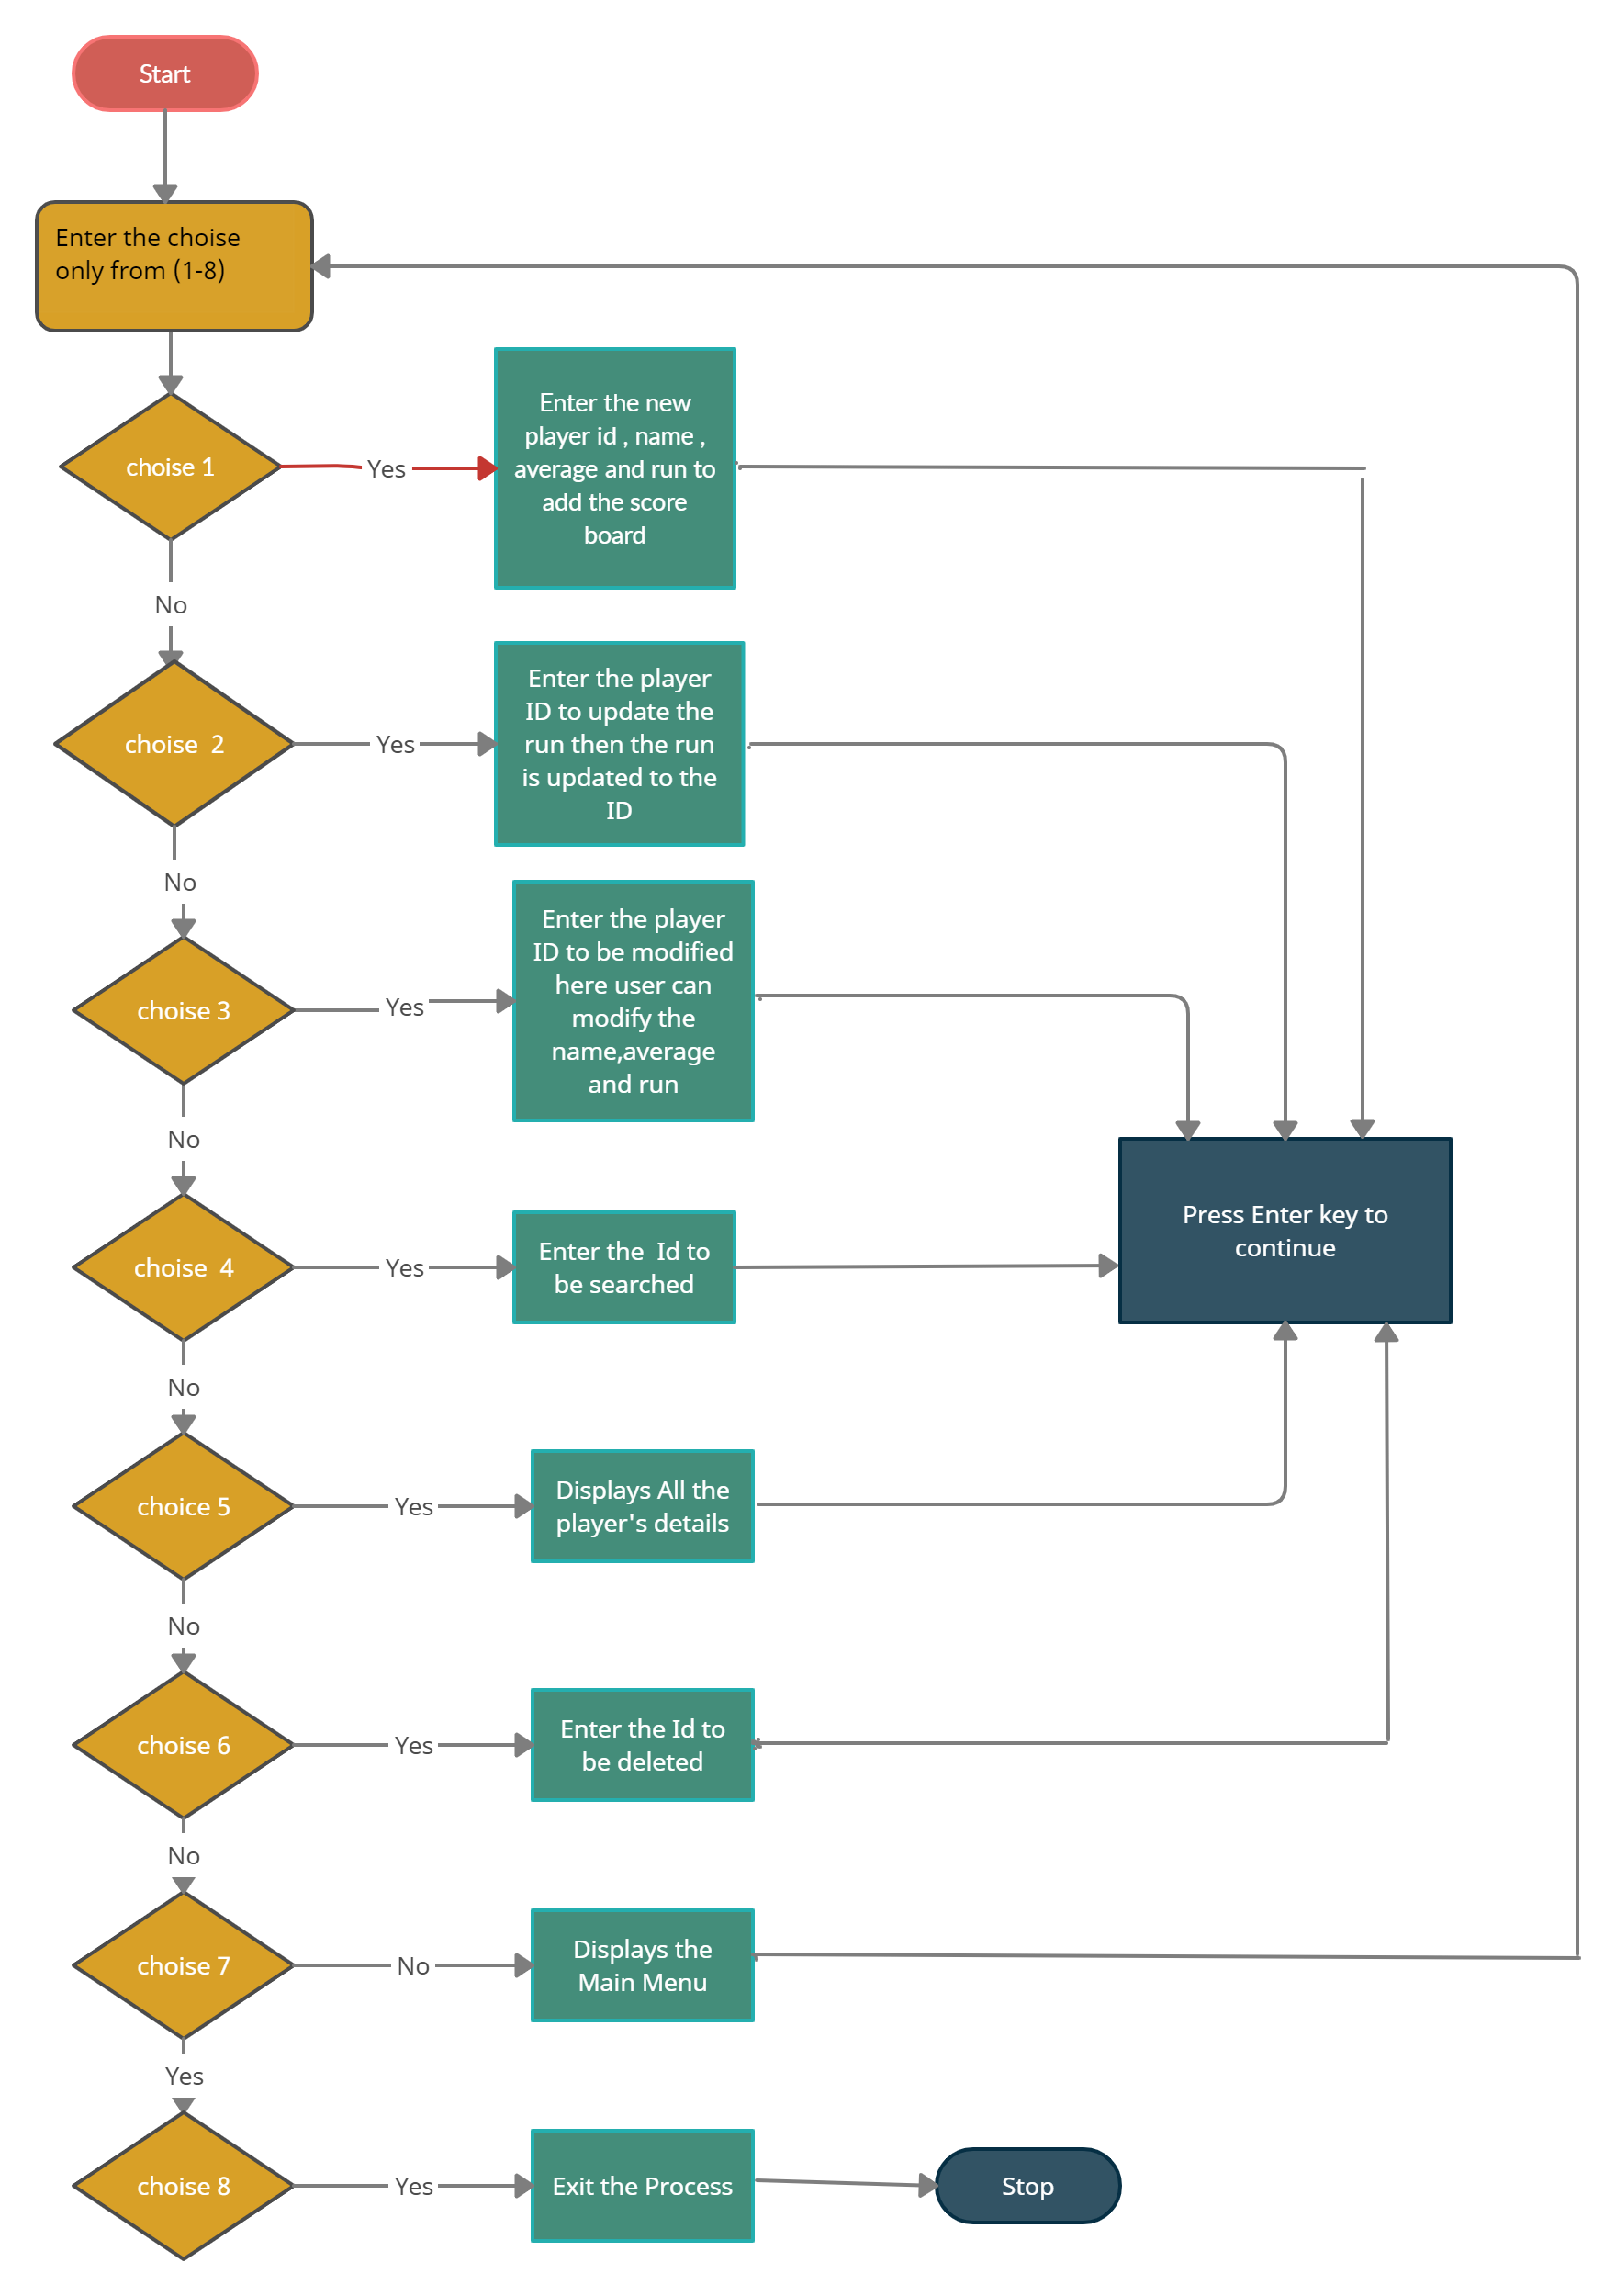 Start
Enter the choise
only from (1-8)
choise 1
Yes
Enter the new
player id , name ,
average and run to
add the score
board
No
choise  2
Yes
Enter the player
ID to update the
run then the run
is updated to the
ID
No
choise 3
Yes
Enter the player
ID to be modified
here user can
modify the
name,average
and run
No
choise  4
Yes
Enter the  Id to
be searched
Press Enter key to
continue
No
choice 5
Yes
Displays All the
player's details
No
choise 6
Yes
Enter the Id to
be deleted
No
choise 7
No
Displays the
Main Menu
Yes
choise 8
Yes
Exit the Process
Stop